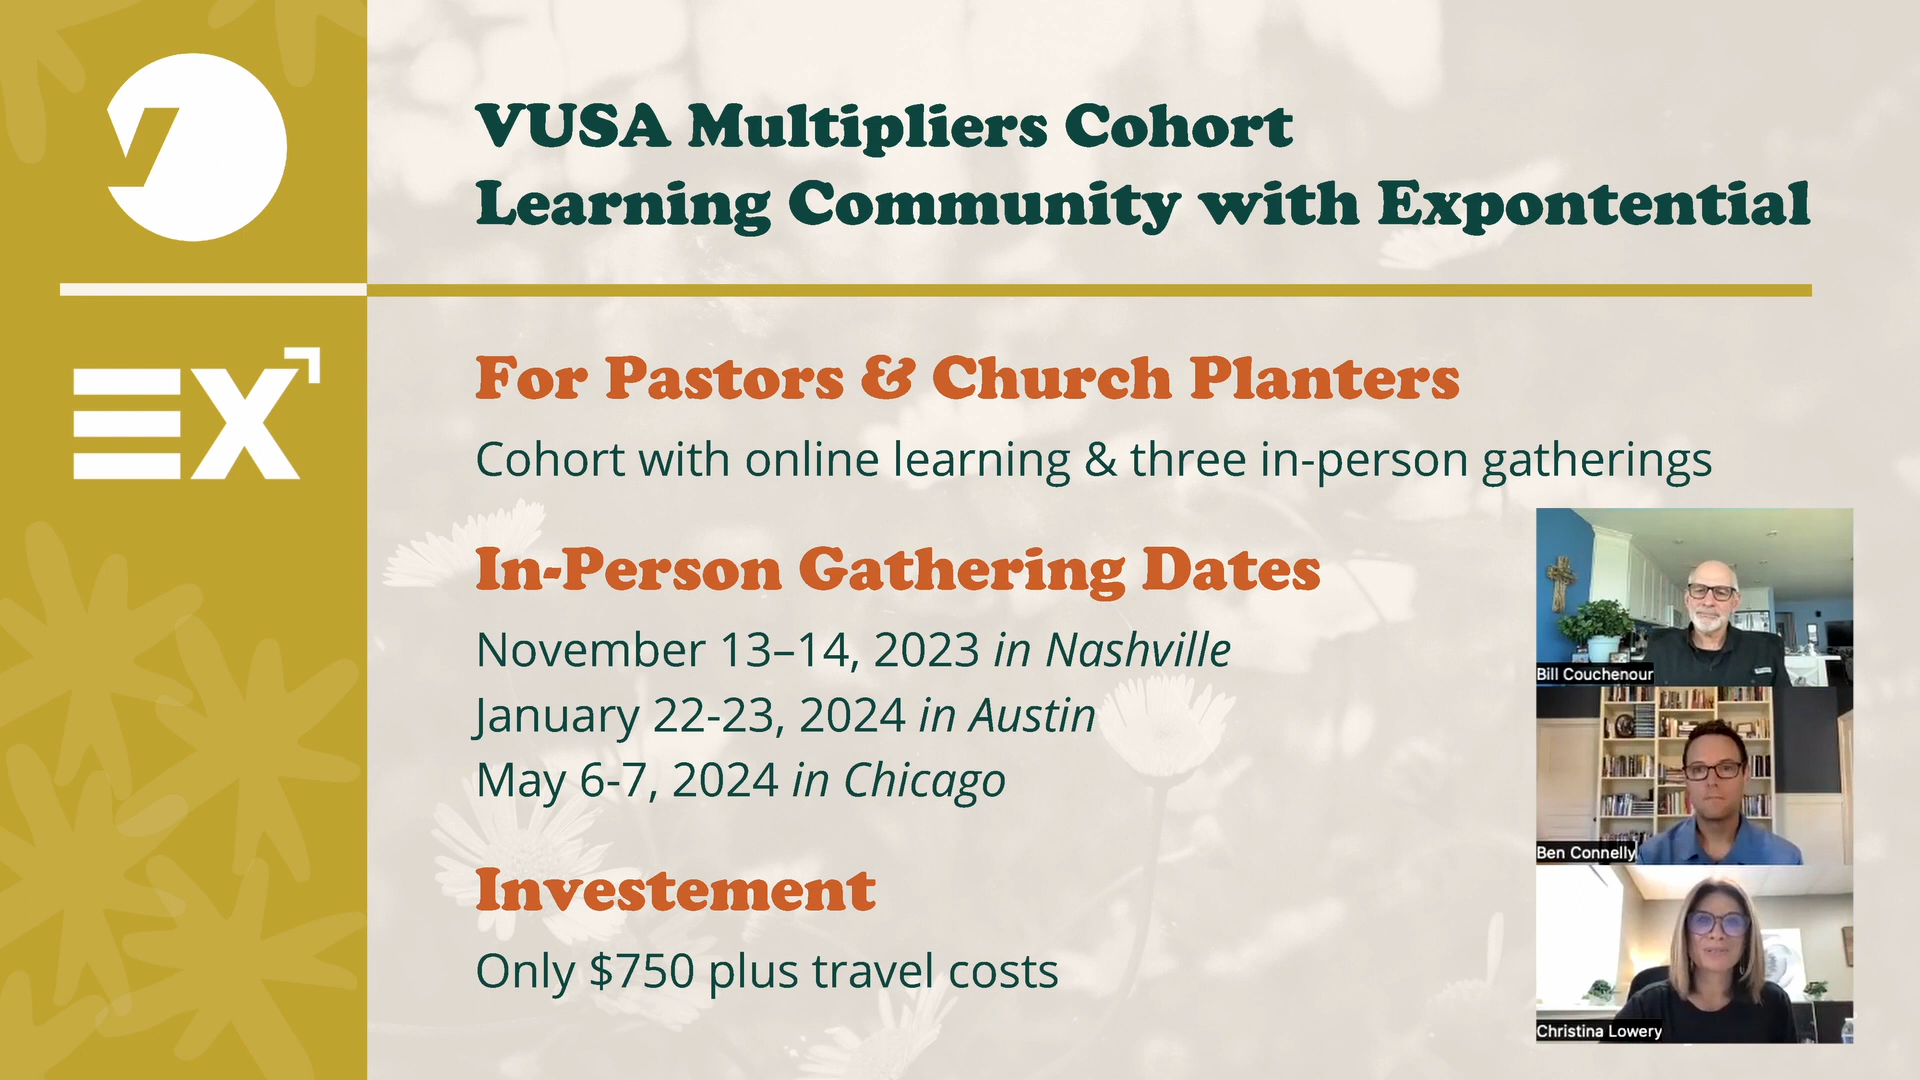 VUSA Multipliers Cohort
Learning Community with Expontential
EX
For Pastors & Church Planters
Cohort with online learning & three in-person gatherings
In-Person Gathering Dates
November 13–14, 2023 in Nashville
January 22-23, 2024 in Austin
May 6-7, 2024 in Chicago
Investement
Only $750 plus travel costs
Bill Couchenour
Ben Connelly
Christina Lowery